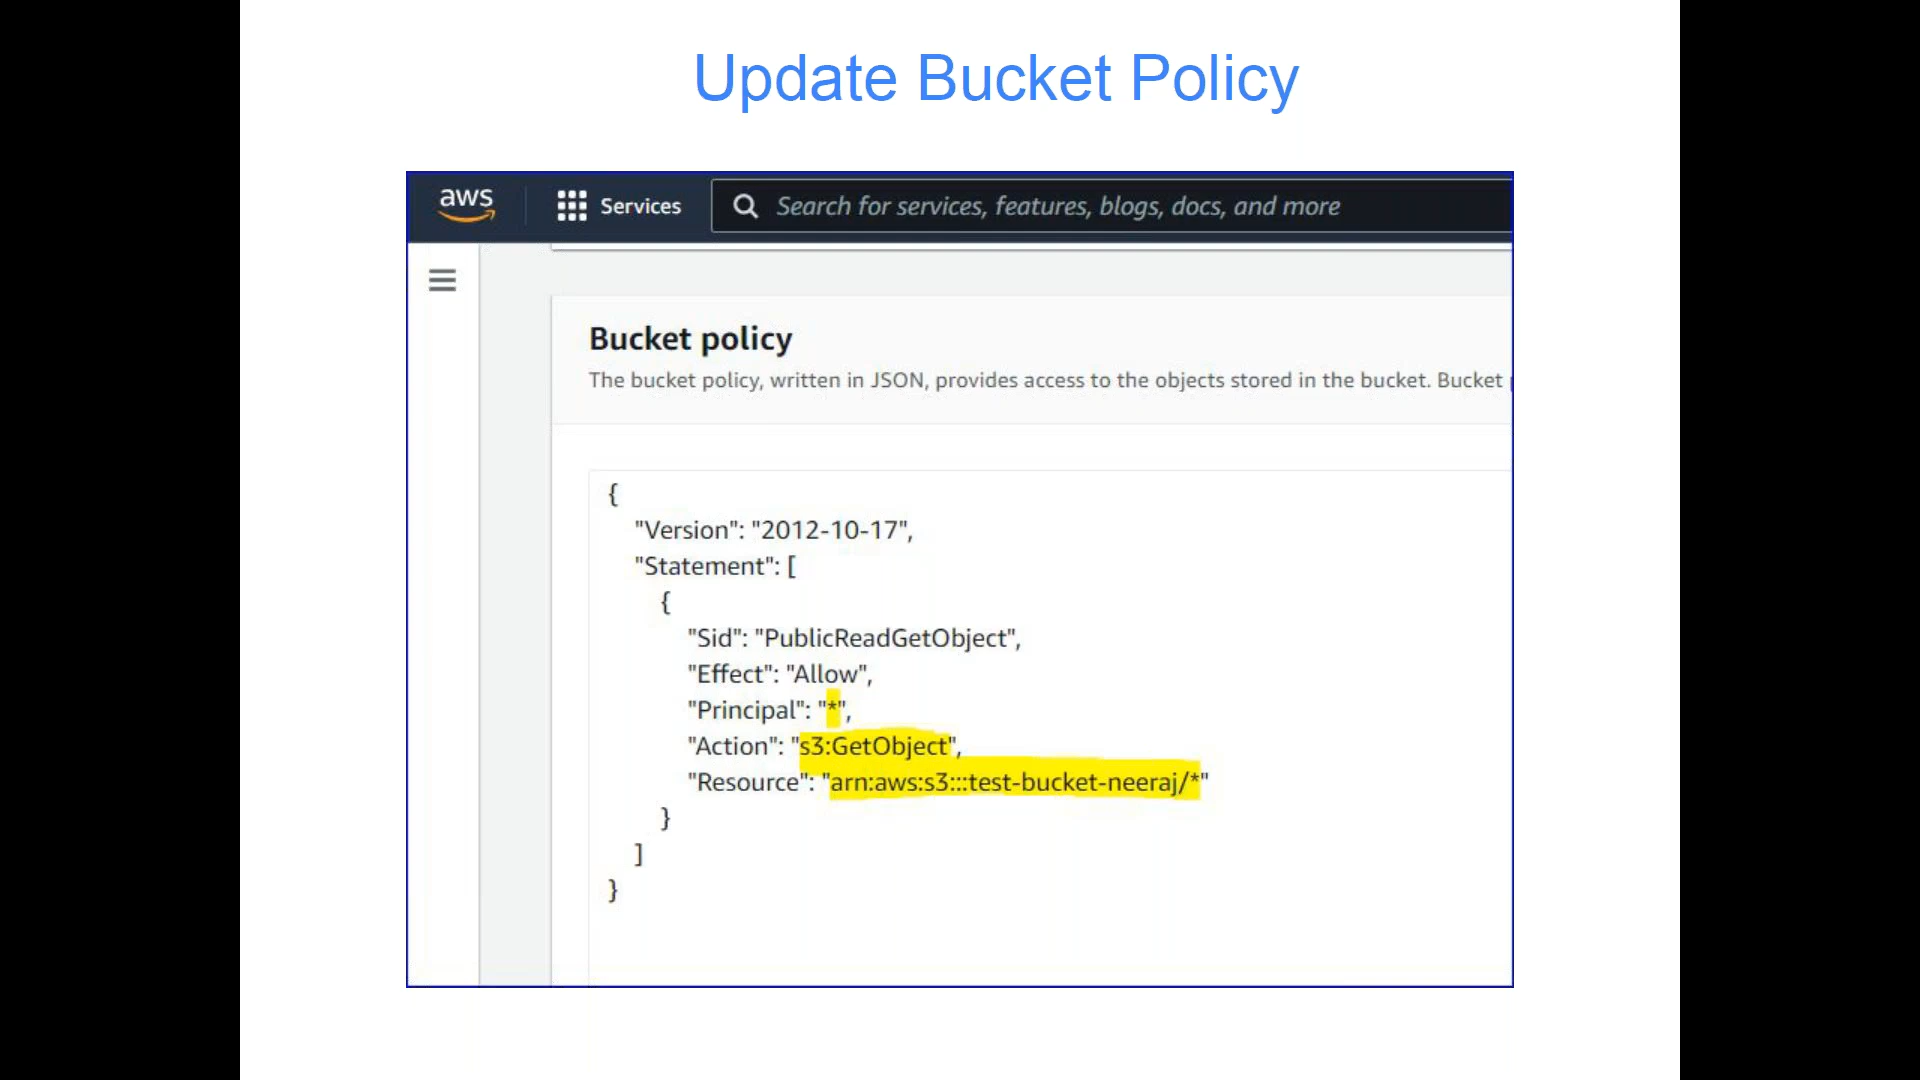 Update Bucket Policy
aws Services Search for services, features, blogs, docs, and more
Bucket policy
The bucket policy, written in JSON, provides access to the objects stored in the bucket. Bucket
{
"Version": "2012-10-17",
"Statement": [
{
"Sid": "PublicReadGetObject",
"Effect": "Allow",
"Principal": "*",
"Action": "s3:GetObject",
"Resource": "arn:aws:s3:::test-bucket-neeraj/*"
}
]
}